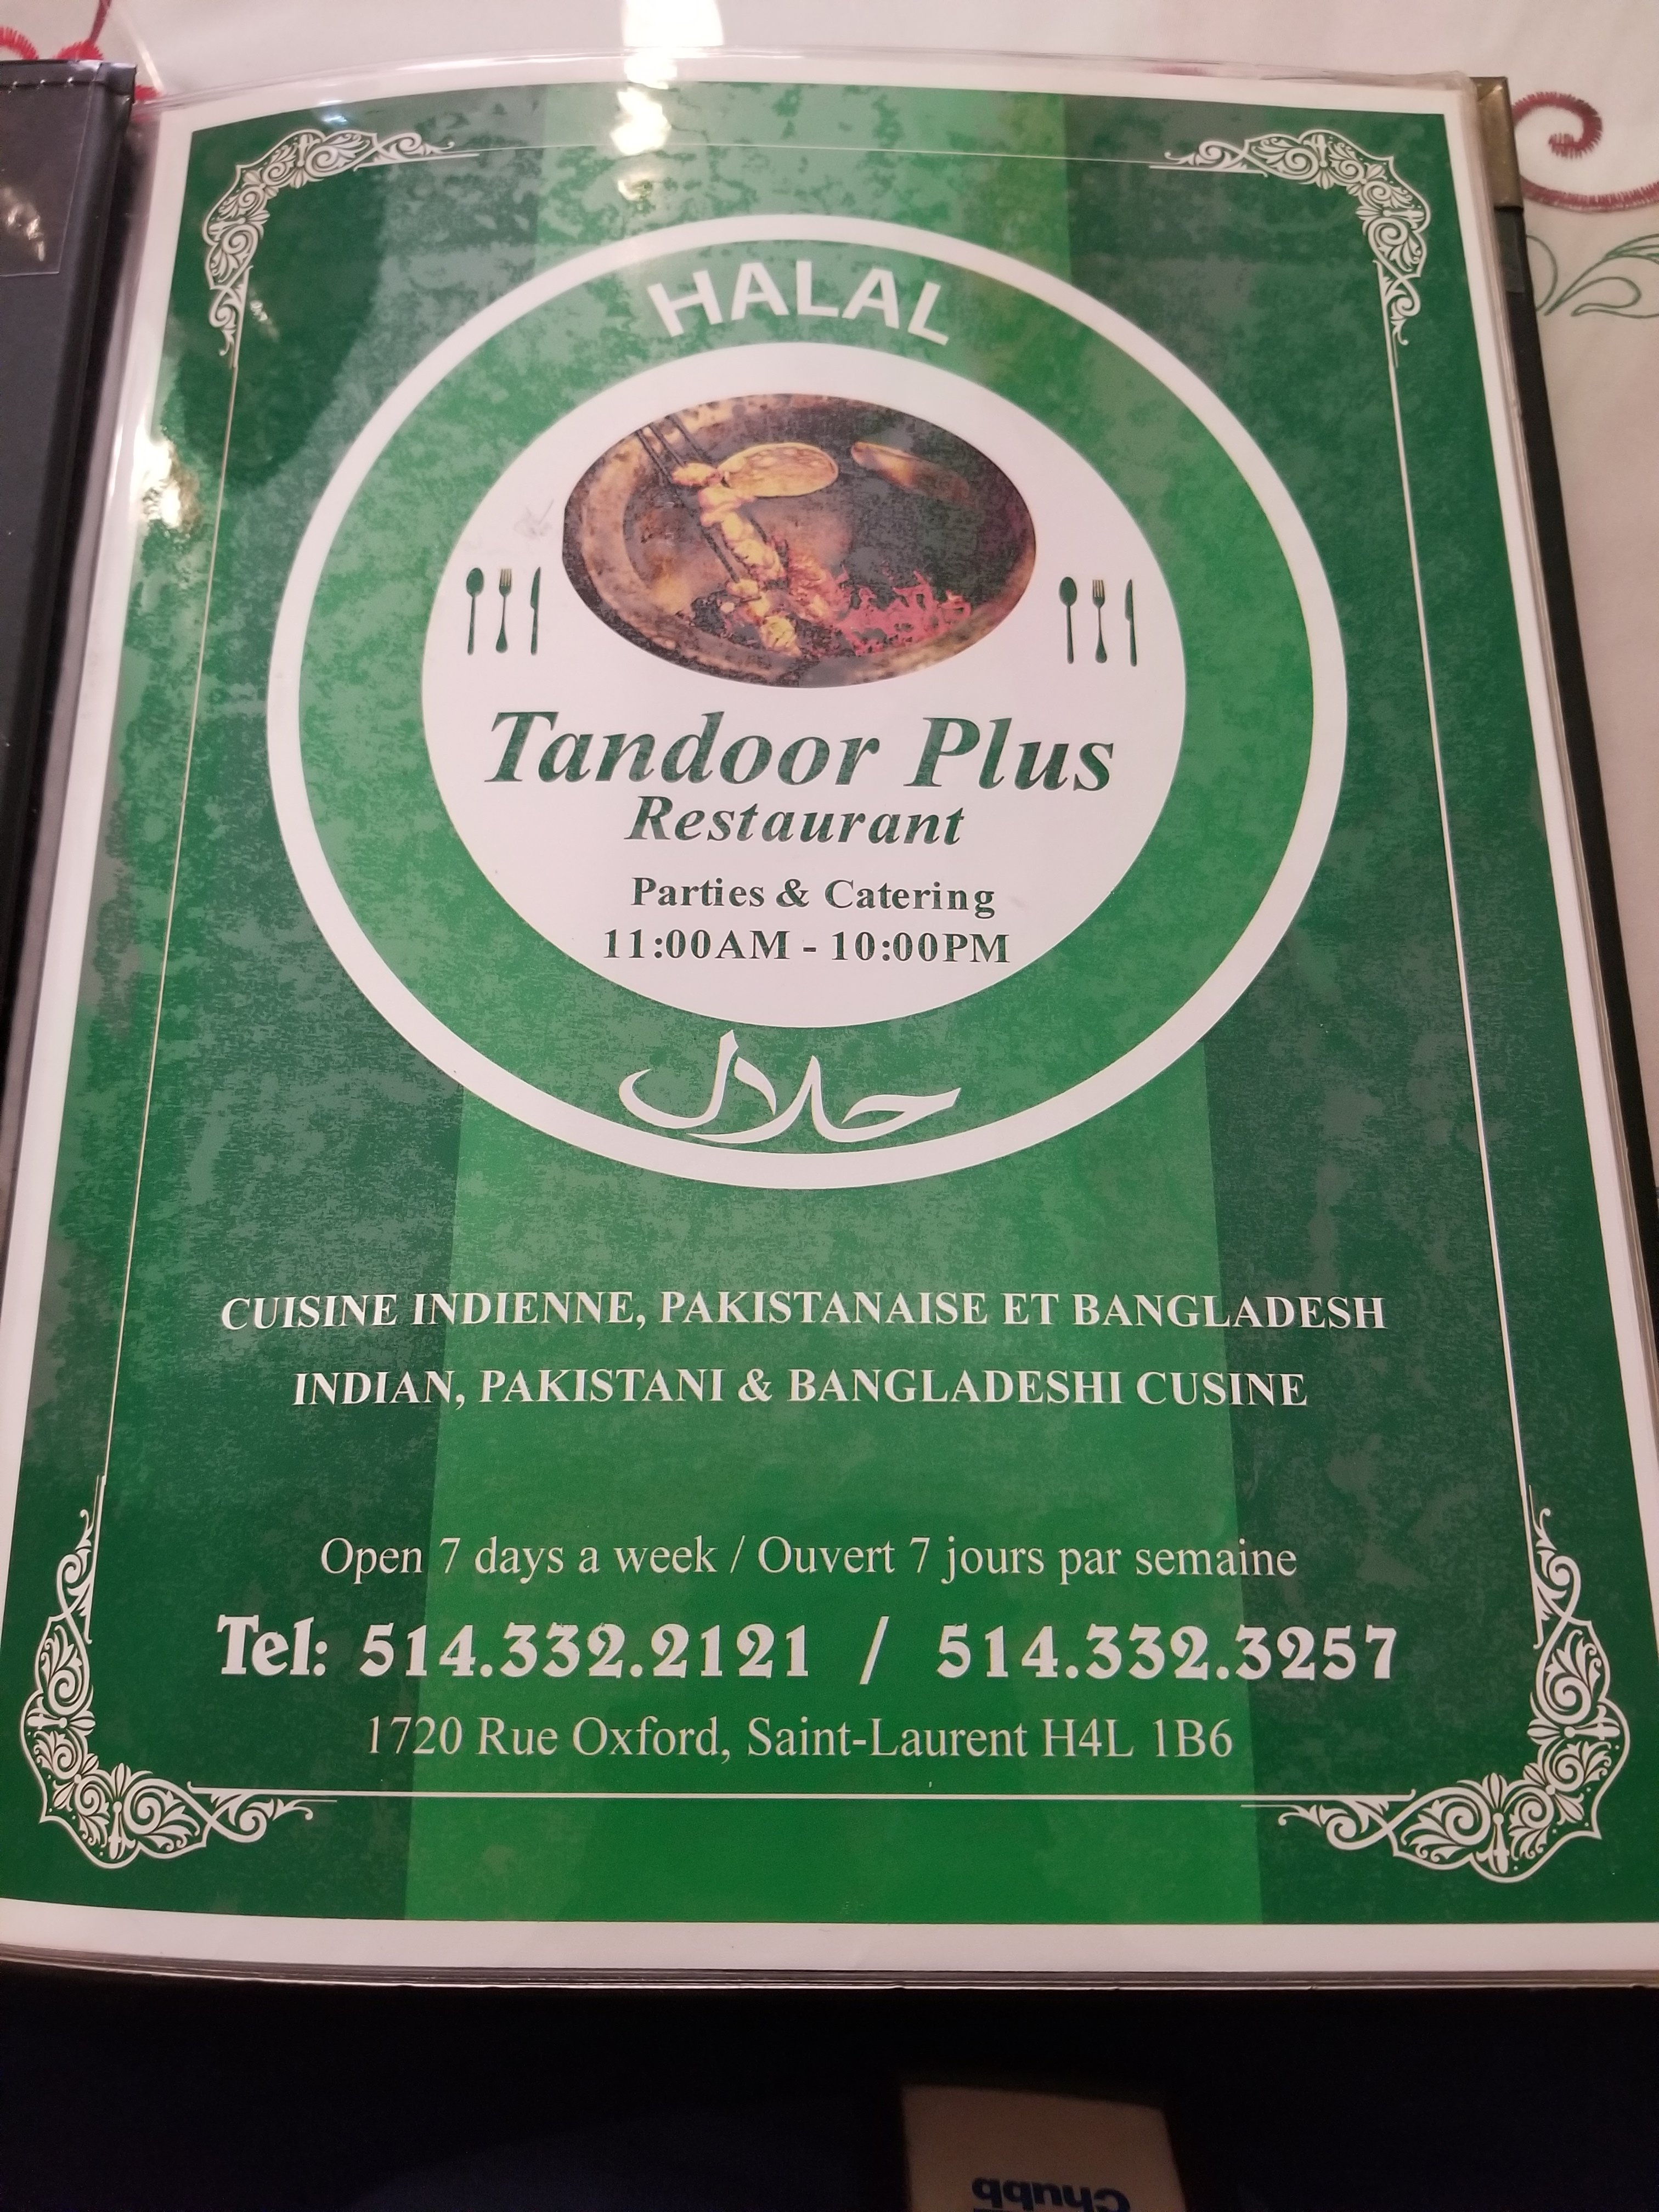 HALAL
Tandoor Plus
Restaurant
Parties & Catering
11:00AM - 10:00PM
حلال
CUISINE INDIENNE, PAKISTANAISE ET BANGLADESH
INDIAN, PAKISTANI & BANGLADESHI CUSINE
Open 7 days a week / Ouvert 7 jours par semaine
Tel: 514.332.2121 / 514.332.3257
1720 Rue Oxford, Saint-Laurent H4L 1B6
Chubb